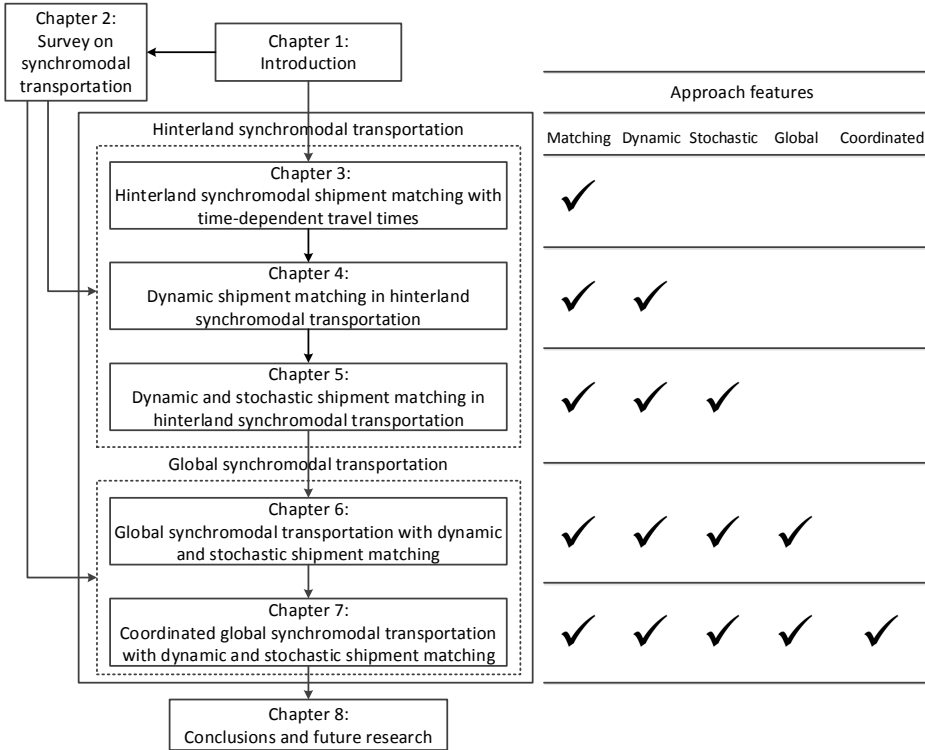 Chapter 2:
Survey on
synchromodal
transportation
Chapter 1:
Introduction
Approach features
Matching Dynamic Stochastic Global Coordinated
Hinterland synchromodal transportation
Chapter 3:
Hinterland synchromodal shipment matching with
time-dependent travel times
Chapter 4:
Dynamic shipment matching in hinterland
synchromodal transportation
Chapter 5:
Dynamic and stochastic shipment matching in
hinterland synchromodal transportation
Global synchromodal transportation
Chapter 6:
Global synchromodal transportation with dynamic
and stochastic shipment matching
Chapter 7:
Coordinated global synchromodal transportation
with dynamic and stochastic shipment matching
Chapter 8:
Conclusions and future research